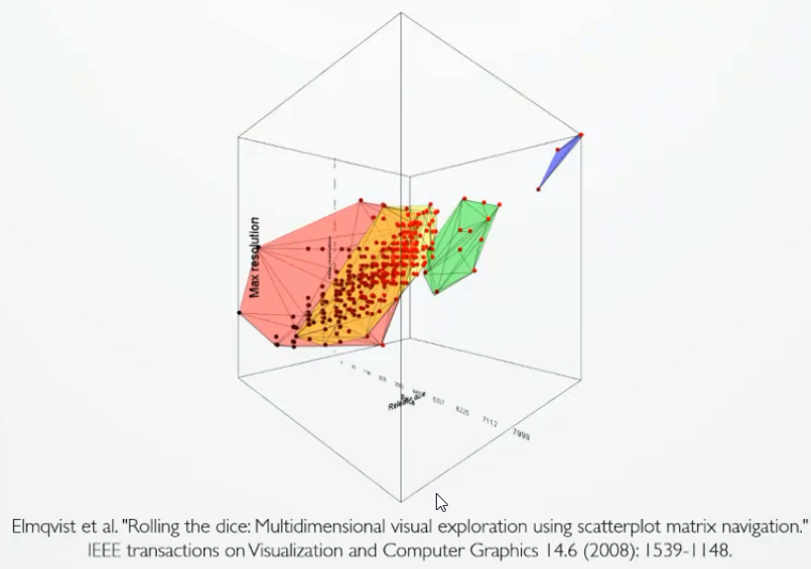 Max resolution
6225
7112
7999
Elmqvist et al. "Rolling the dice: Multidimensional visual exploration using scatterplot matrix navigation."
IEEE transactions on Visualization and Computer Graphics 14.6 (2008): 1539-1148.